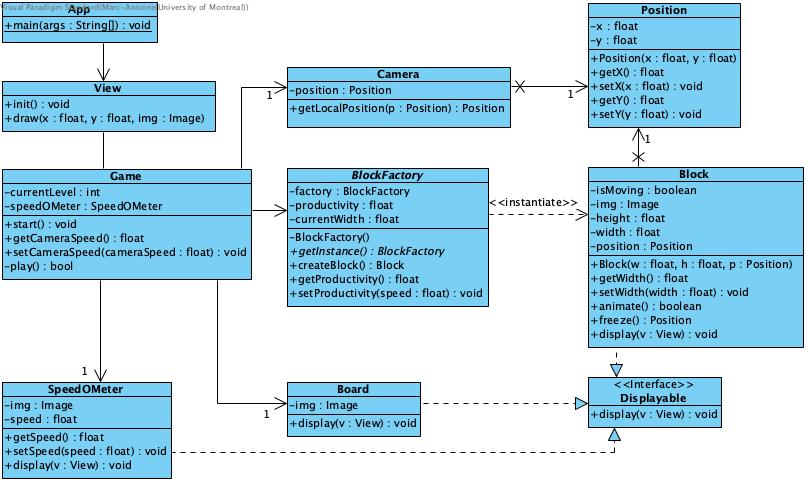 Visual Paradigm Standard(Marc-Antoine(University of Montreal))
App
+main(args : String[]) : void
View
+init() : void
+draw(x : float, y : float, img : Image)
Game
-currentLevel : int
-speedOMeter : SpeedOMeter
+start() : void
+getCameraSpeed() : float
+setCameraSpeed(cameraSpeed : float) : void
-play() : bool
1
SpeedOMeter
-img : Image
-speed : float
+getSpeed() : float
+setSpeed(speed : float) : void
+display(v : View) : void
1
Camera
-position : Position
+getLocalPosition(p : Position) : Position
BlockFactory
-factory : BlockFactory
-productivity : float
-currentWidth : float
-BlockFactory()
+getInstance() : BlockFactory
+createBlock() : Block
+getProductivity() : float
+setProductivity(speed : float) : void
<<instantiate>>
1
Board
-img : Image
+display(v : View) : void
1
Position
-x : float
-y : float
+Position(x : float, y : float)
+getX() : float
+setX(x : float) : void
+getY() : float
+setY(y : float) : void
1
Block
-isMoving : boolean
-img : Image
-height : float
-width : float
-position : Position
+Block(w : float, h : float, p : Position)
+getWidth() : float
+setWidth(width : float) : void
+animate() : boolean
+freeze() : Position
+display(v : View) : void
<<Interface>>
Displayable
+display(v : View) : void